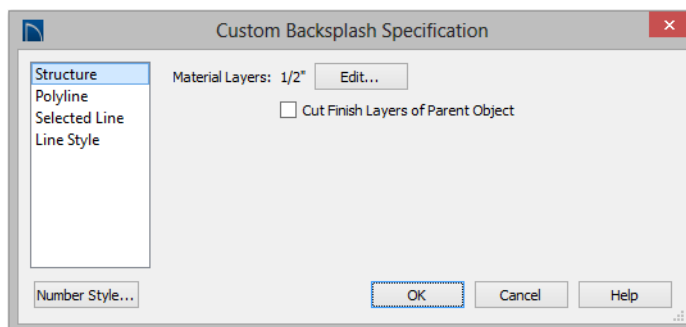 Custom Backsplash Specification
Structure
Polyline
Selected Line
Line Style
Material Layers: 1/2" Edit...
Cut Finish Layers of Parent Object
Number Style... OK Cancel Help